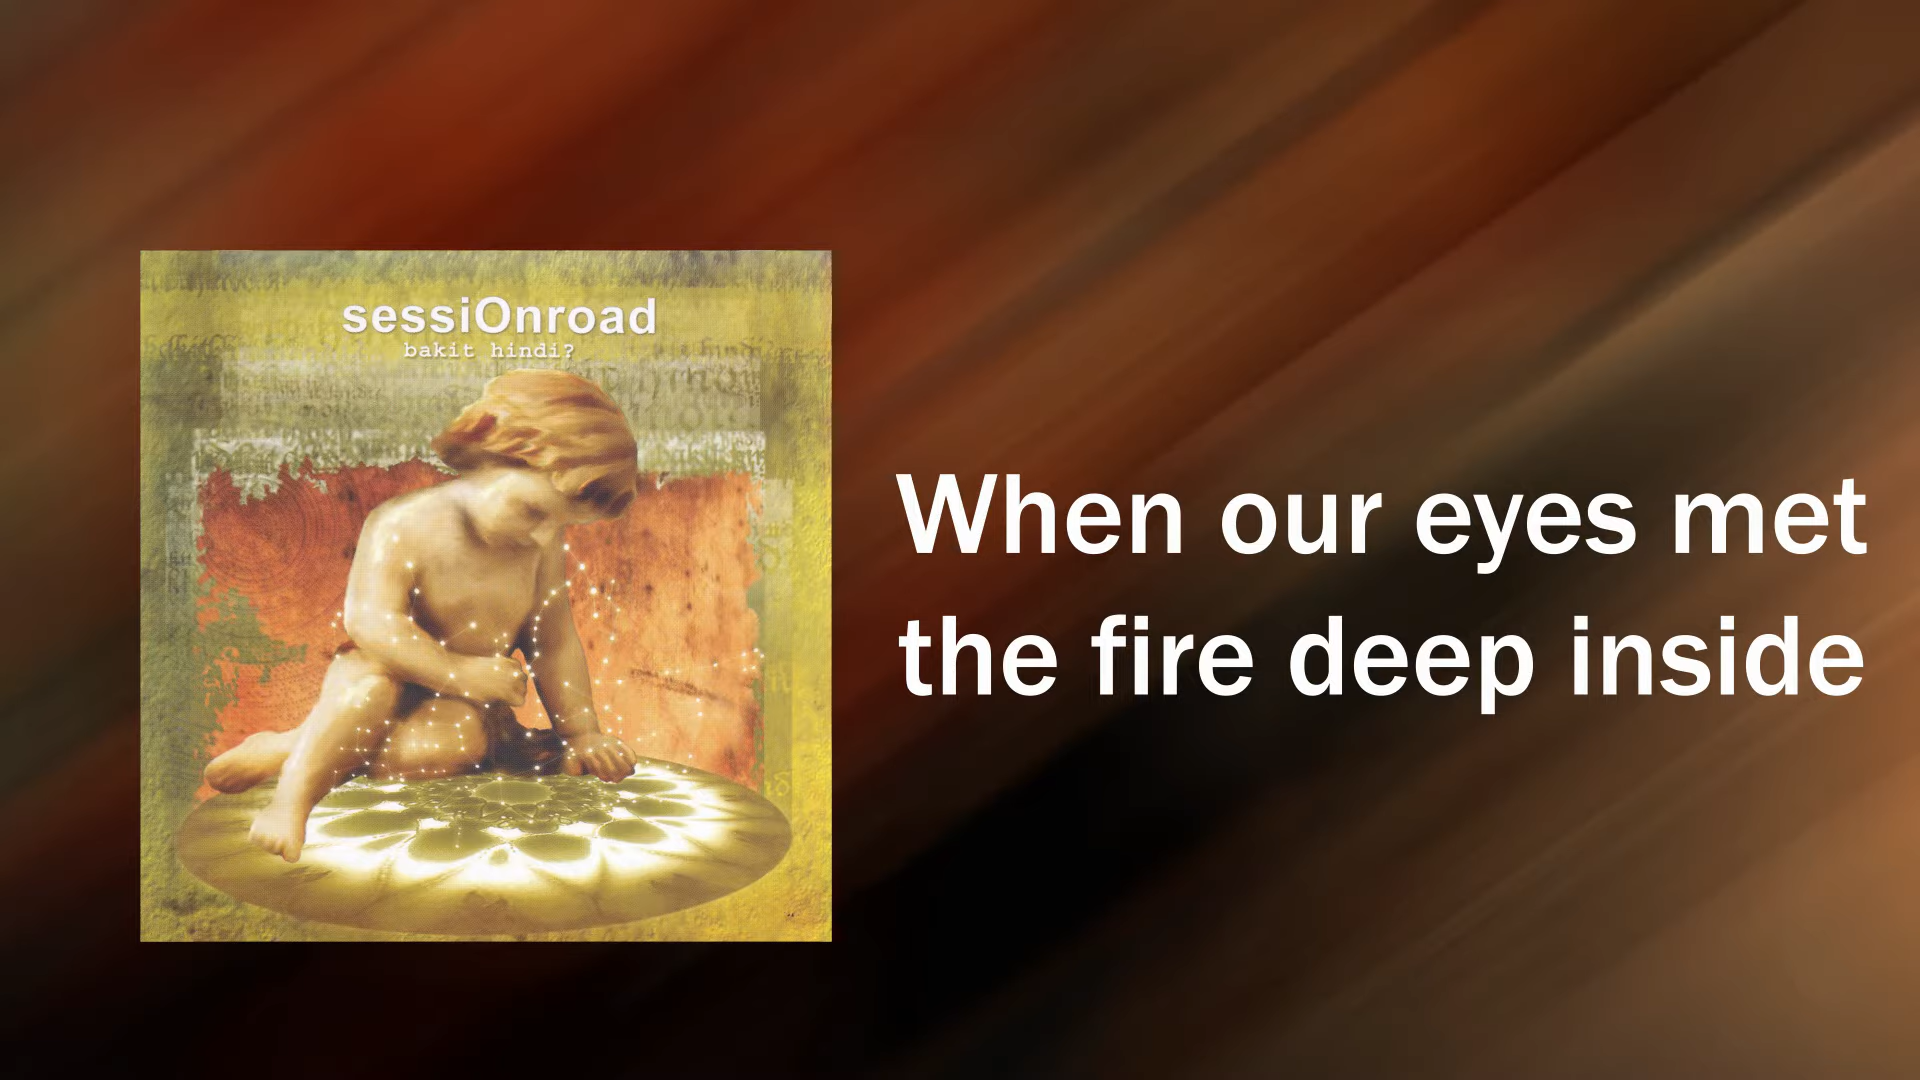 sessiOnroad
bakit hindi?
When our eyes met
the fire deep inside